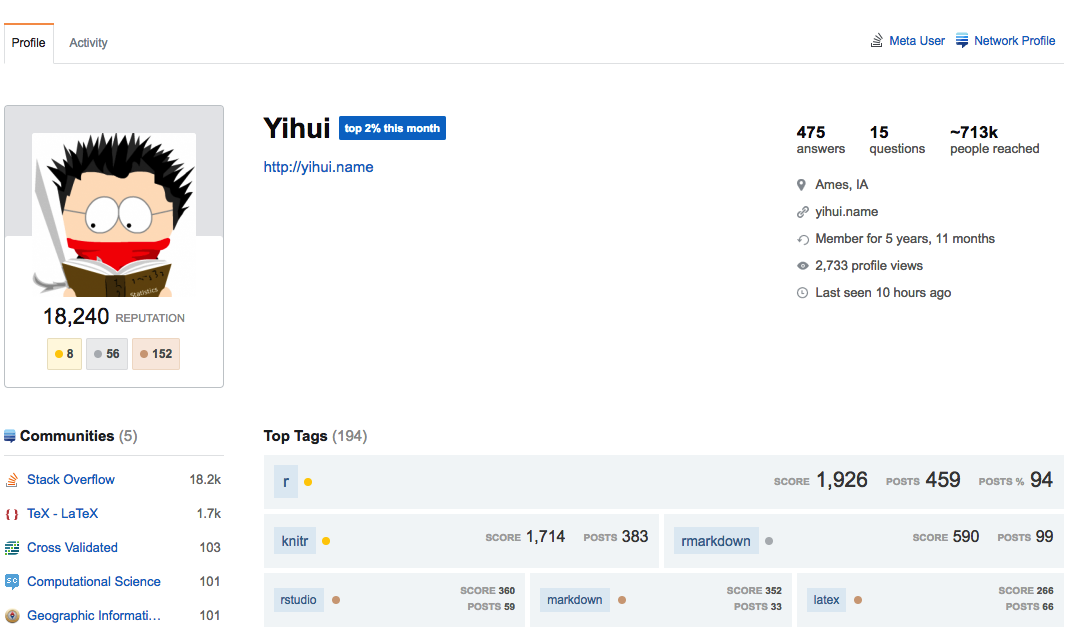 Profile
Activity
Meta User
Network Profile
Yihui
top 2% this month
http://yihui.name
475
answers
15
questions
~713k
people reached
Ames, IA
yihui.name
Member for 5 years, 11 months
2,733 profile views
Last seen 10 hours ago
Statistics
18,240 REPUTATION
8
56
152
Communities (5)
Stack Overflow 18.2k
TeX - LaTeX 1.7k
Cross Validated 103
Computational Science 101
Geographic Informati… 101
Top Tags (194)
r SCORE 1,926 POSTS 459 POSTS % 94
knitr SCORE 1,714 POSTS 383
rmarkdown SCORE 590 POSTS 99
rstudio SCORE 360
POSTS 59
markdown SCORE 352
POSTS 33
latex SCORE 266
POSTS 66